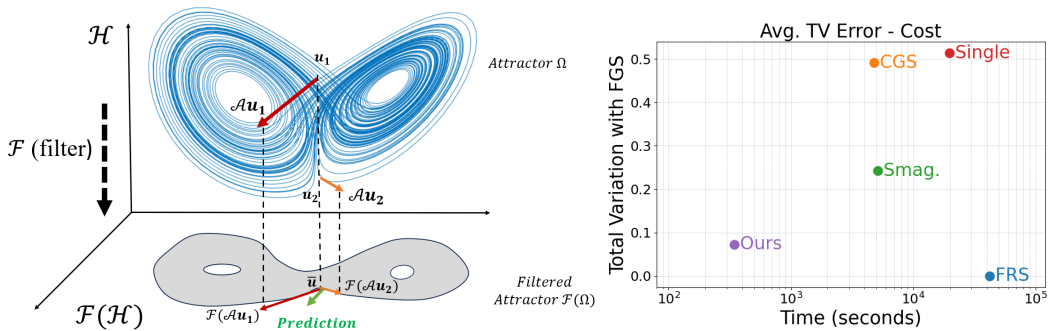 ℋ
Attractor Ω
u₁
𝒜u₁
ℱ (filter)
u₂
𝒜u₂
ū
ℱ(𝒜u₂)
ℱ(𝒜u₁)
Prediction
Filtered
Attractor ℱ(Ω)
ℱ(ℋ)
Avg. TV Error - Cost
Total Variation with FGS
0.5
0.4
0.3
0.2
0.1
0.0
CGS
Single
Smag.
Ours
FRS
10²
10³
10⁴
10⁵
Time (seconds)